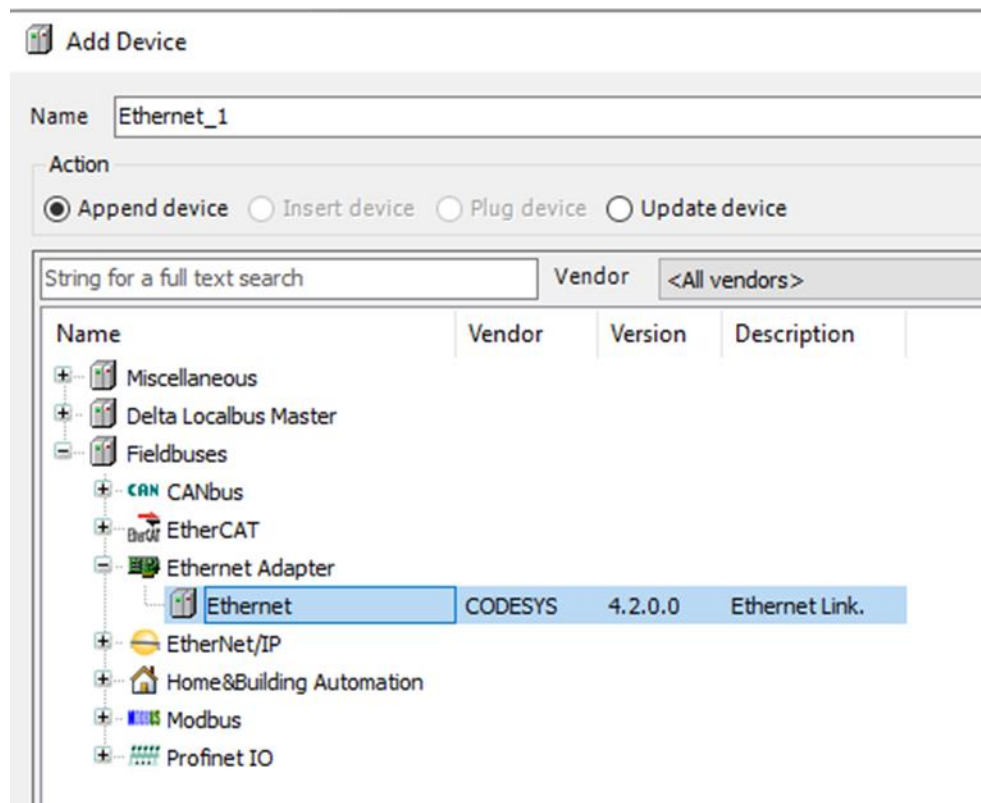 Add Device
Name Ethernet_1
Action
Append device Insert device Plug device Update device
String for a full text search Vendor <All vendors>
Name Vendor Version Description
Miscellaneous
Delta Localbus Master
Fieldbuses
CAN CANbus
EtherCAT EtherCAT
Ethernet Adapter
Ethernet CODESYS 4.2.0.0 Ethernet Link.
EtherNet/IP
Home&Building Automation
MODBUS Modbus
Profinet IO